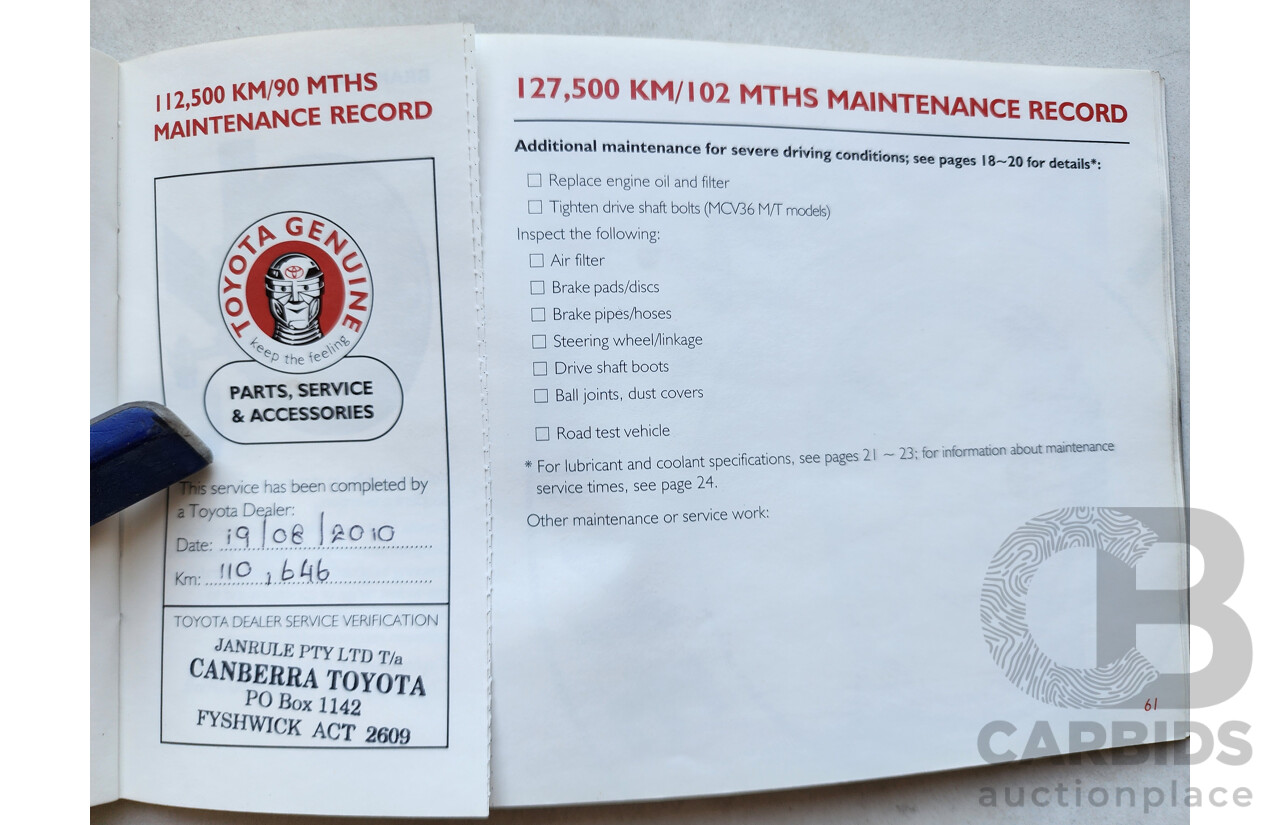 112,500 KM/90 MTHS
MAINTENANCE RECORD
TOYOTA GENUINE
keep the feeling
PARTS, SERVICE
& ACCESSORIES
This service has been completed by
a Toyota Dealer:
Date: 19/08/2010
Km: 110,646
TOYOTA DEALER SERVICE VERIFICATION
JANRULE PTY LTD T/a
CANBERRA TOYOTA
PO Box 1142
FYSHWICK ACT 2609
127,500 KM/102 MTHS MAINTENANCE RECORD
Additional maintenance for severe driving conditions; see pages 18~20 for details*:
Replace engine oil and filter
Tighten drive shaft bolts (MCV36 M/T models)
Inspect the following:
Air filter
Brake pads/discs
Brake pipes/hoses
Steering wheel/linkage
Drive shaft boots
Ball joints, dust covers
Road test vehicle
* For lubricant and coolant specifications, see pages 21 ~ 23; for information about maintenance
service times, see page 24.
Other maintenance or service work:
61
CB
CARBIDS
auctionplace